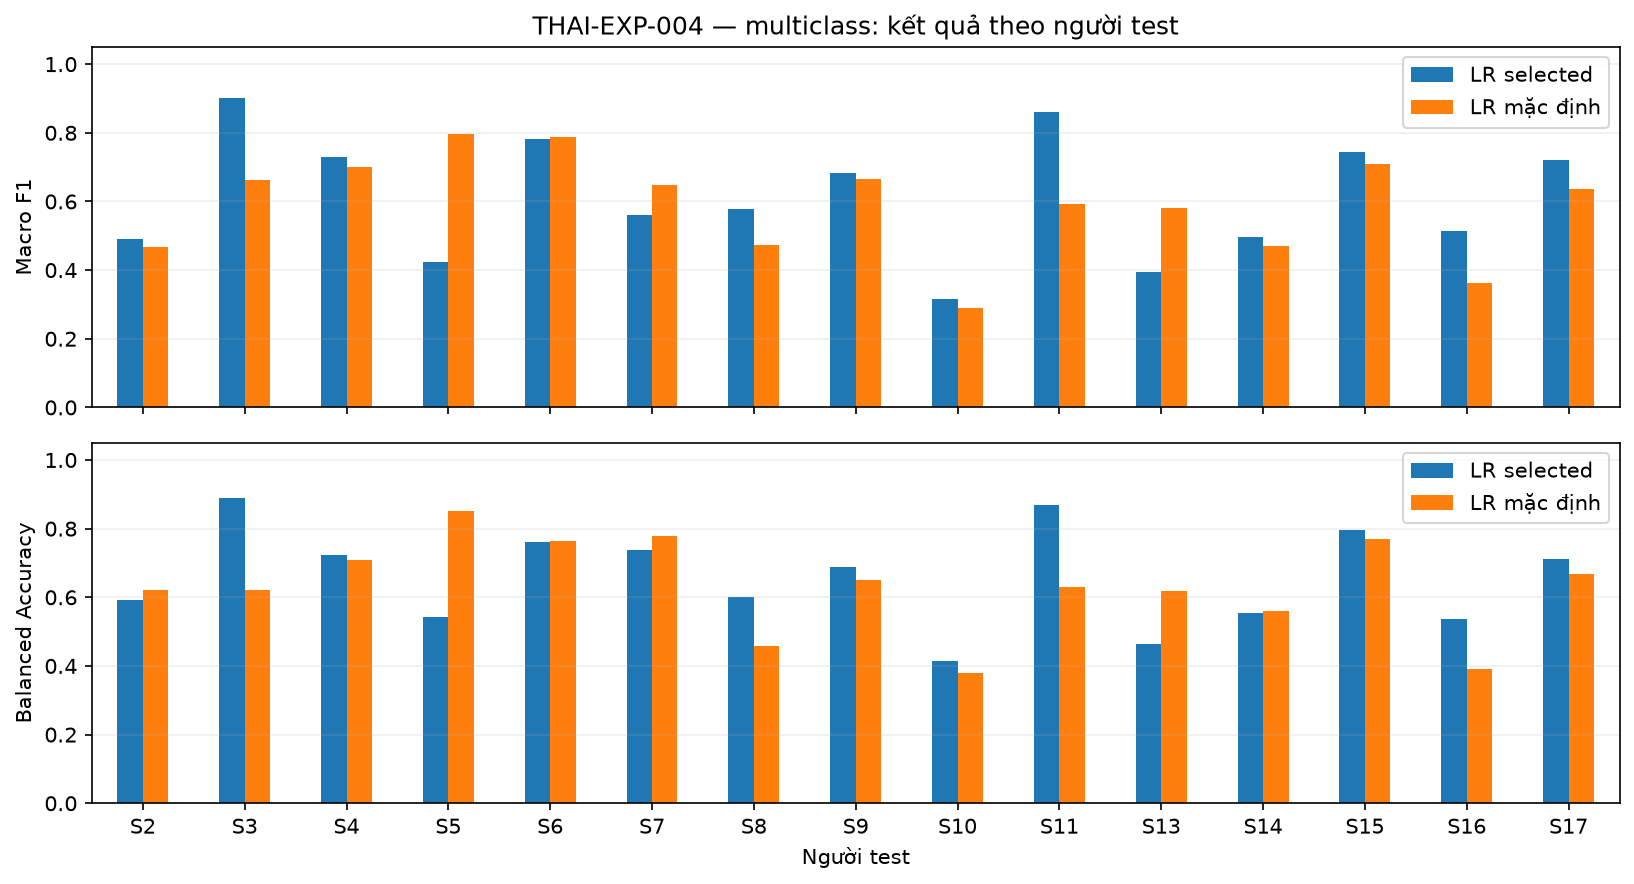 THAI-EXP-004 — multiclass: kết quả theo người test
Macro F1
1.0
0.8
0.6
0.4
0.2
0.0
LR selected
LR mặc định
Balanced Accuracy
1.0
0.8
0.6
0.4
0.2
0.0
LR selected
LR mặc định
S2 S3 S4 S5 S6 S7 S8 S9 S10 S11 S13 S14 S15 S16 S17
Người test